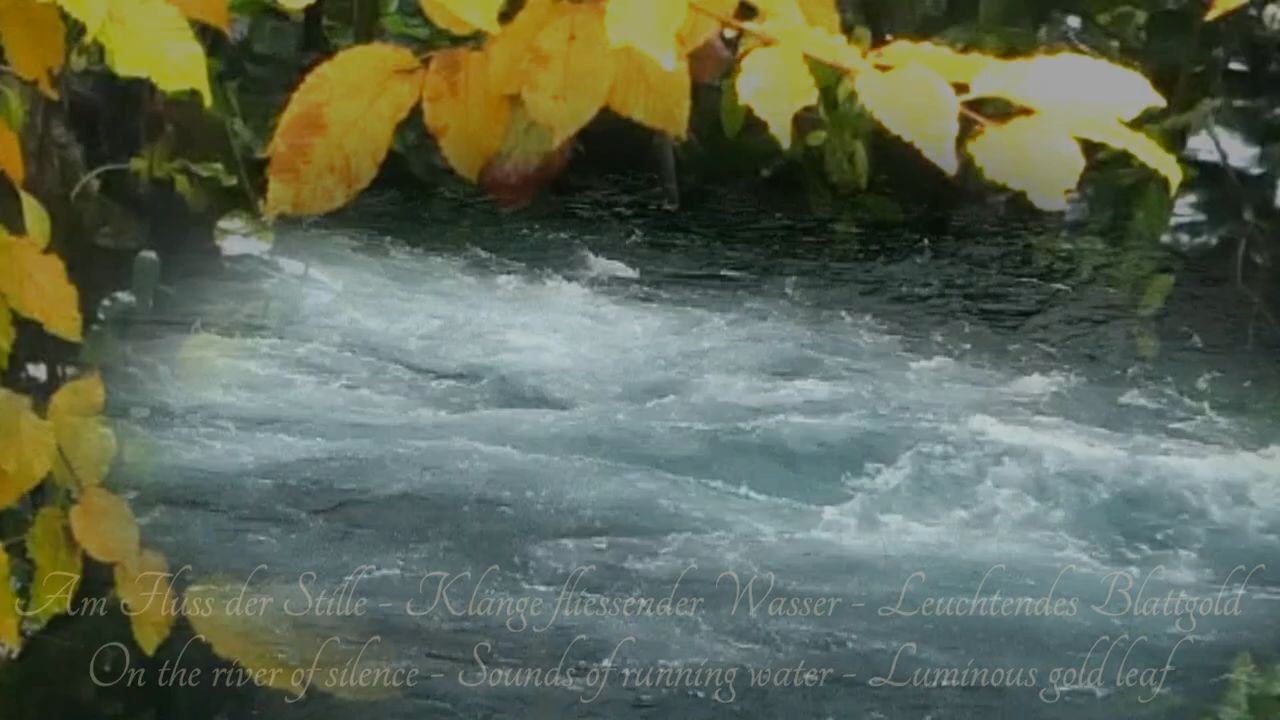 Am Fluss der Stille - Klänge fliessender Wasser - Leuchtendes Blattgold
On the river of silence - Sounds of running water - Luminous gold leaf